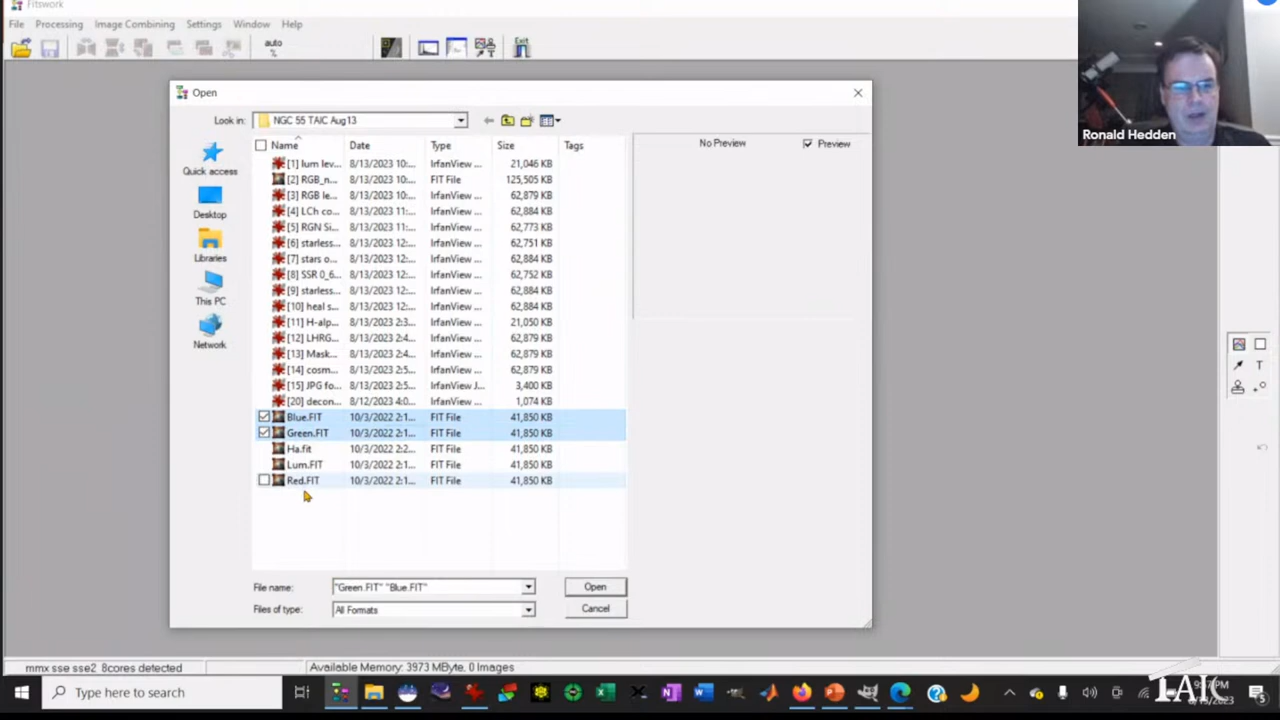 Fitswork
File Processing Image Combining Settings Window Help
auto
%
Open
Look in: NGC 55 TAIC Aug13
Name Date Type Size Tags
[1] lum lev... 8/13/2023 10:... IrfanView ... 21,046 KB
[2] RGB_n... 8/13/2023 10:... FIT File 125,505 KB
[3] RGB le... 8/13/2023 10:... IrfanView ... 62,879 KB
[4] LCh co... 8/13/2023 11:... IrfanView ... 62,884 KB
[5] RGN Si... 8/13/2023 11:... IrfanView ... 62,773 KB
[6] starless... 8/13/2023 12:... IrfanView ... 62,751 KB
[7] stars o... 8/13/2023 12:... IrfanView ... 62,884 KB
[8] SSR 0_6... 8/13/2023 12:... IrfanView ... 62,752 KB
[9] starless... 8/13/2023 12:... IrfanView ... 62,884 KB
[10] heal s... 8/13/2023 12:... IrfanView ... 62,884 KB
[11] H-alp... 8/13/2023 2:3... IrfanView ... 21,050 KB
[12] LHRG... 8/13/2023 2:4... IrfanView ... 62,879 KB
[13] Mask... 8/13/2023 2:4... IrfanView ... 62,879 KB
[14] cosm... 8/13/2023 2:5... IrfanView ... 62,879 KB
[15] JPG fo... 8/13/2023 2:5... IrfanView J... 3,400 KB
[20] decon... 8/12/2023 4:0... IrfanView ... 1,074 KB
Blue.FIT 10/3/2022 2:1... FIT File 41,850 KB
Green.FIT 10/3/2022 2:1... FIT File 41,850 KB
Ha.fit 10/3/2022 2:2... FIT File 41,850 KB
Lum.FIT 10/3/2022 2:1... FIT File 41,850 KB
Red.FIT 10/3/2022 2:1... FIT File 41,850 KB
Quick access
Desktop
Libraries
This PC
Network
No Preview
Preview
File name: "Green.FIT" "Blue.FIT" Open
Files of type: All Formats Cancel
Ronald Hedden
T
mmx sse sse2 8cores detected
Available Memory: 3973 MByte, 0 Images
Type here to search
TAIC